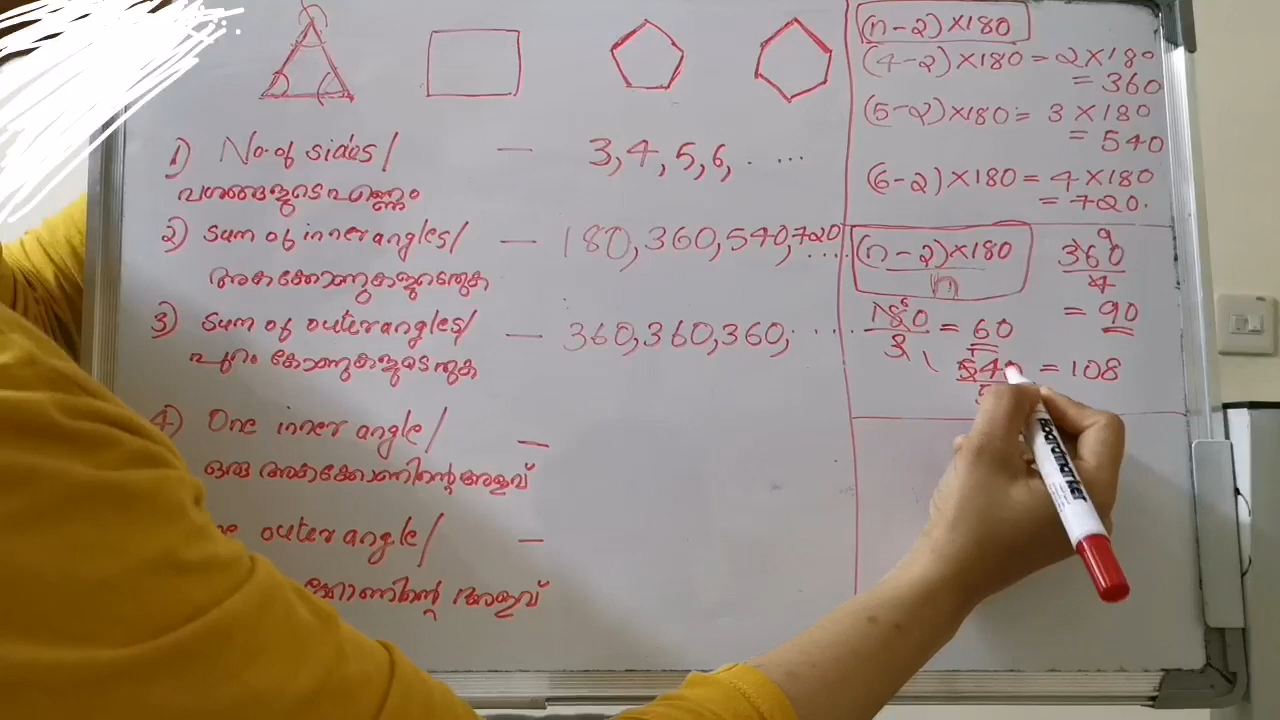 1) No. of sides/ — 3, 4, 5, 6, . ...
വശങ്ങളുടെ എണ്ണം
2) Sum of inner angles/ — 180, 360, 540, 720 ....
അകക്കോണുകളുടെ തുക
3) Sum of outer angles/ — 360, 360, 360, ....
പുറം കോണുകളുടെ തുക
4) One inner angle/ —
ഒരു അകക്കോണിന്റെ അളവ്
outer angle/ —
ക്കോണിന്റെ അളവ്
(n-2)×180
(4-2)×180 = 2×180
= 360
(5-2)×180 = 3×180
= 540
(6-2)×180 = 4×180
= 720.
(n-2)×180
n
180/3 = 60
360/4
= 90
540/5 = 108
Boardmarker